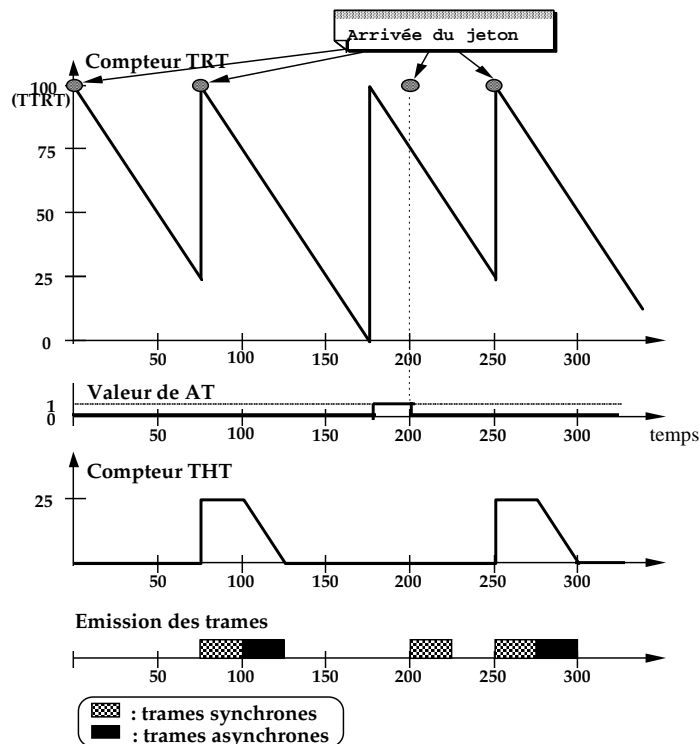 Arrivée du jeton
Compteur TRT
100
(TTRT)
75
50
25
0
50 100 150 200 250 300
Valeur de AT
1
0
50 100 150 200 250 300 temps
Compteur THT
25
50 100 150 200 250 300
Emission des trames
50 100 150 200 250 300
: trames synchrones
: trames asynchrones